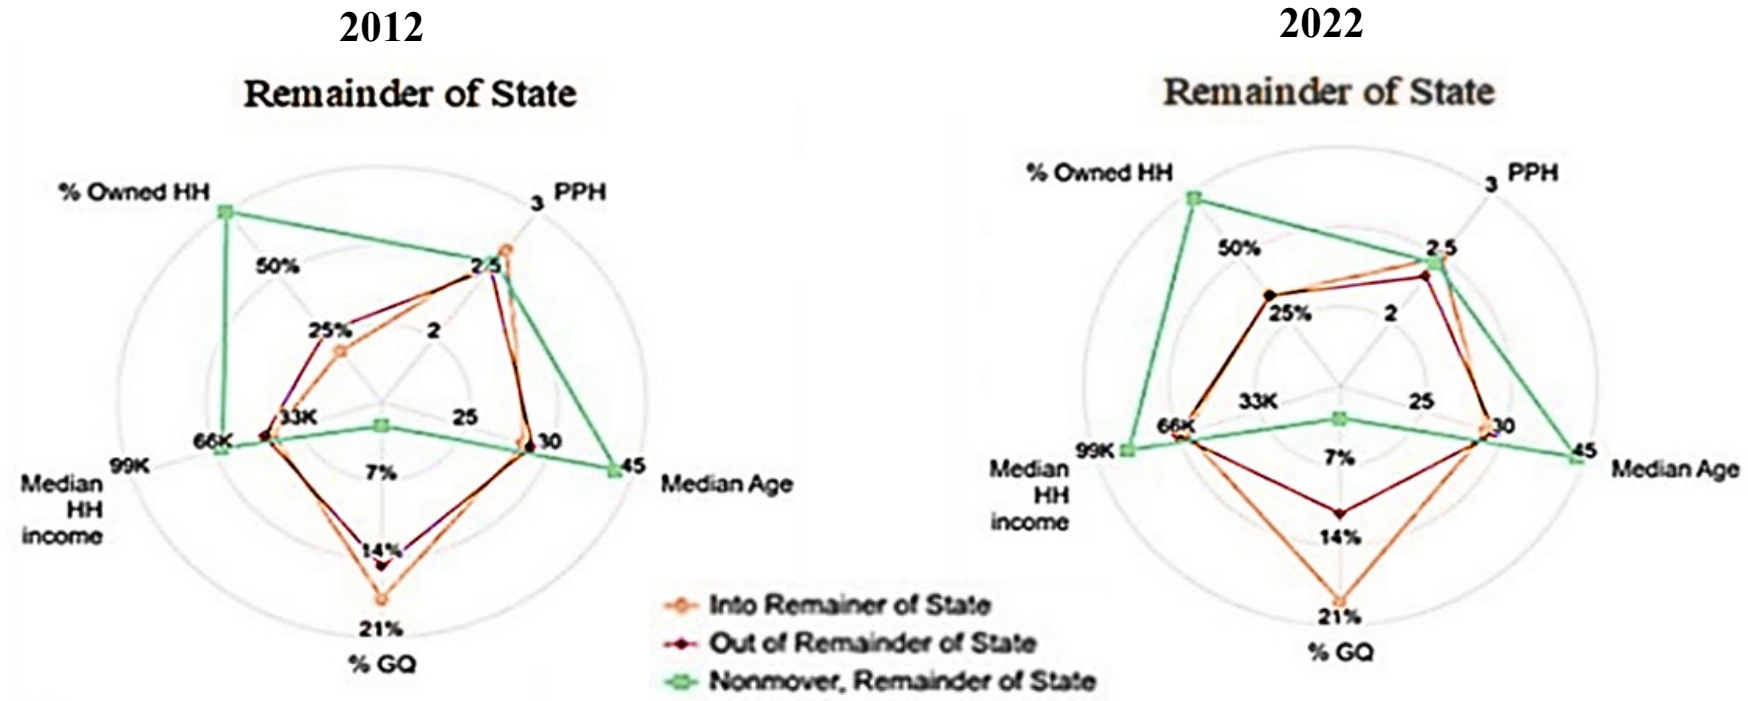 2012
2022
Remainder of State
Remainder of State
% Owned HH
3
PPH
50%
2.5
25%
2
33K
25
66K
30
99K
45
Median
HH
income
Median Age
7%
14%
21%
% GQ
% Owned HH
3
PPH
50%
2.5
25%
2
33K
25
66K
30
99K
45
Median
HH
income
Median Age
7%
14%
21%
% GQ
Into Remainer of State
Out of Remainder of State
Nonmover, Remainder of State